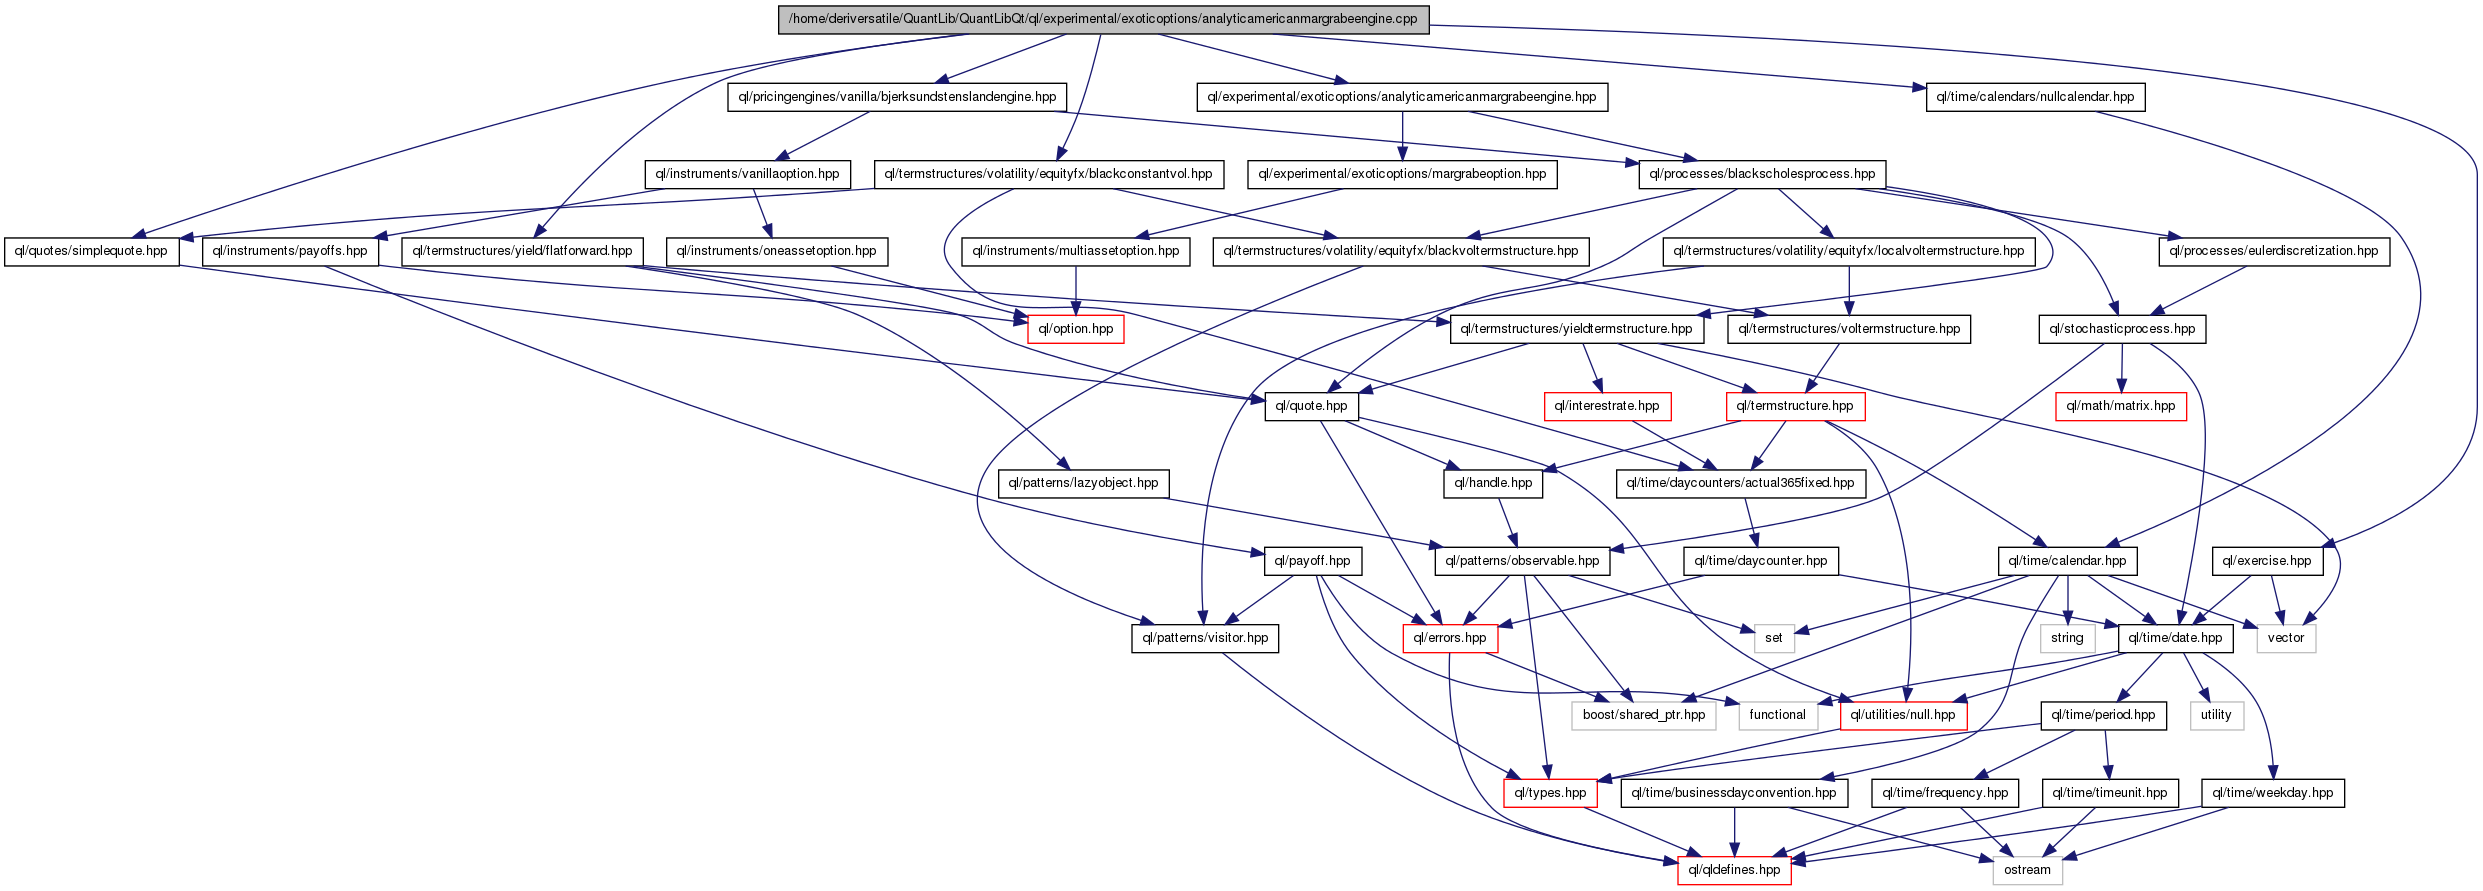 /home/deriversatile/QuantLib/QuantLibQt/ql/experimental/exoticoptions/analyticamericanmargrabeengine.cpp
ql/pricingengines/vanilla/bjerksundstenslandengine.hpp
ql/experimental/exoticoptions/analyticamericanmargrabeengine.hpp
ql/time/calendars/nullcalendar.hpp
ql/instruments/vanillaoption.hpp
ql/termstructures/volatility/equityfx/blackconstantvol.hpp
ql/experimental/exoticoptions/margrabeoption.hpp
ql/processes/blackscholesprocess.hpp
ql/quotes/simplequote.hpp
ql/instruments/payoffs.hpp
ql/termstructures/yield/flatforward.hpp
ql/instruments/oneassetoption.hpp
ql/instruments/multiassetoption.hpp
ql/termstructures/volatility/equityfx/blackvoltermstructure.hpp
ql/termstructures/volatility/equityfx/localvoltermstructure.hpp
ql/processes/eulerdiscretization.hpp
ql/option.hpp
ql/termstructures/yieldtermstructure.hpp
ql/termstructures/voltermstructure.hpp
ql/stochasticprocess.hpp
ql/quote.hpp
ql/interestrate.hpp
ql/termstructure.hpp
ql/math/matrix.hpp
ql/patterns/lazyobject.hpp
ql/handle.hpp
ql/time/daycounters/actual365fixed.hpp
ql/payoff.hpp
ql/patterns/observable.hpp
ql/time/daycounter.hpp
ql/time/calendar.hpp
ql/exercise.hpp
ql/patterns/visitor.hpp
ql/errors.hpp
set
string
ql/time/date.hpp
vector
boost/shared_ptr.hpp
functional
ql/utilities/null.hpp
ql/time/period.hpp
utility
ql/types.hpp
ql/time/businessdayconvention.hpp
ql/time/frequency.hpp
ql/time/timeunit.hpp
ql/time/weekday.hpp
ql/qldefines.hpp
ostream